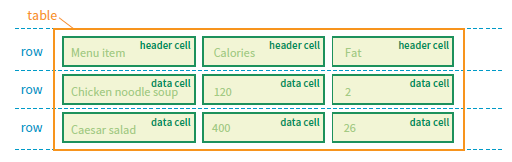 table
row header cell header cell header cell
Menu item Calories Fat
row data cell data cell data cell
Chicken noodle soup 120 2
row data cell data cell data cell
Caesar salad 400 26